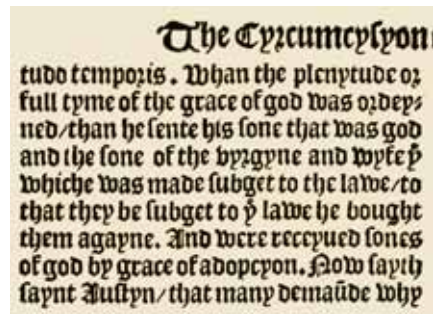 The Cyrcumcysyon
tudo temporis. Whan the plenytude or
full tyme of the grace of god was ordey⸗
ned/than he sente his sone that was god
and the sone of the vyrgyne and wyfe yͤ
whiche was made subget to the lawe/to
that they be subget to yͤ lawe he bought
them agayne. And were receyued sones
of god by grace of adopcyon. Now sayth
saynt Austyn/that many demaūde why